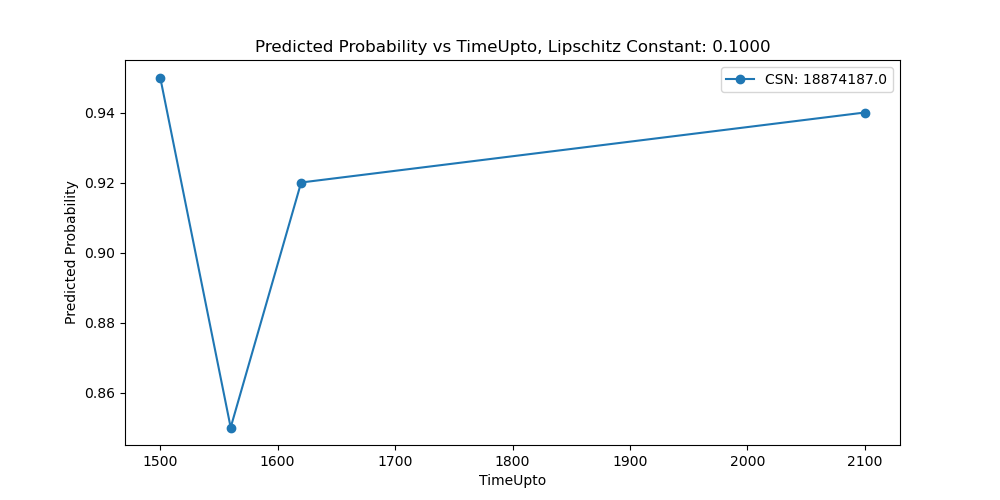 Predicted Probability vs TimeUpto, Lipschitz Constant: 0.1000
CSN: 18874187.0
Predicted Probability
0.94
0.92
0.90
0.88
0.86
1500 1600 1700 1800 1900 2000 2100
TimeUpto